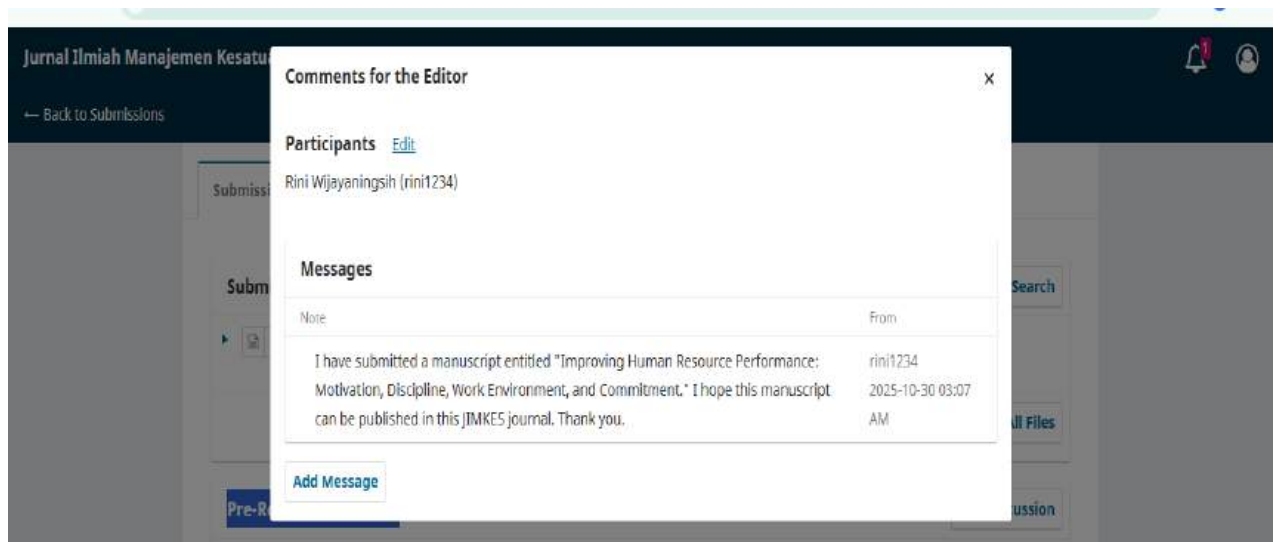 Jurnal Ilmiah Manajemen Kesatu
1
← Back to Submissions
Comments for the Editor
x
Participants Edit
Rini Wijayaningsih (rini1234)
Submissi
Messages
Subm
Search
Note From
I have submitted a manuscript entitled "Improving Human Resource Performance: rini1234
Motivation, Discipline, Work Environment, and Commitment." I hope this manuscript 2025-10-30 03:07
can be published in this JIMKES journal. Thank you. AM
All Files
Add Message
Pre-R
ussion